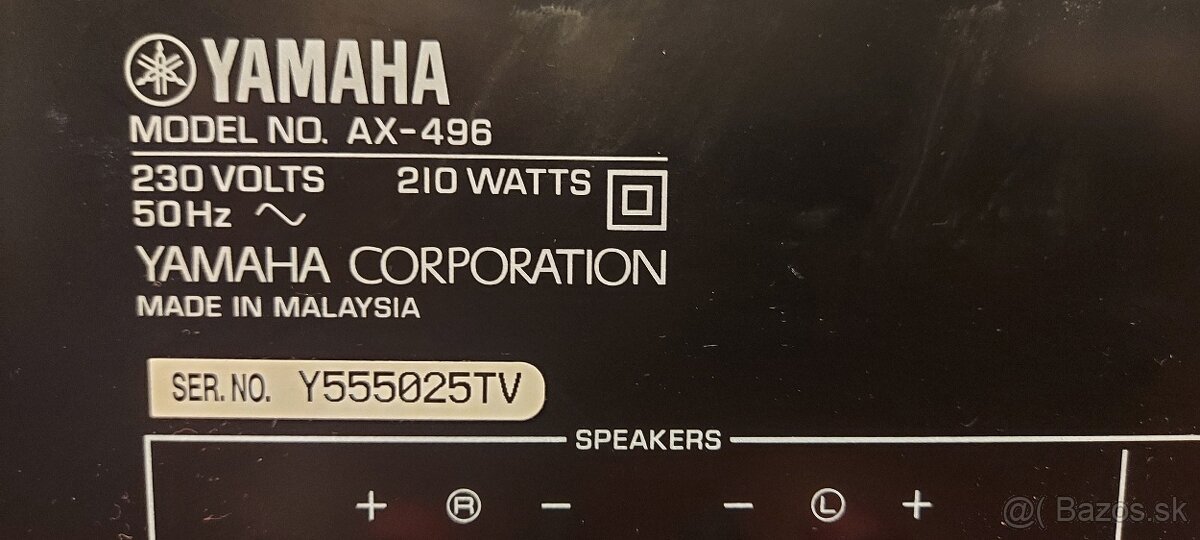 YAMAHA
MODEL NO. AX-496
230 VOLTS 210 WATTS
50Hz ~
YAMAHA CORPORATION
MADE IN MALAYSIA
SER. NO. Y555025TV
SPEAKERS
+ R − − L +
@( Bazos.sk